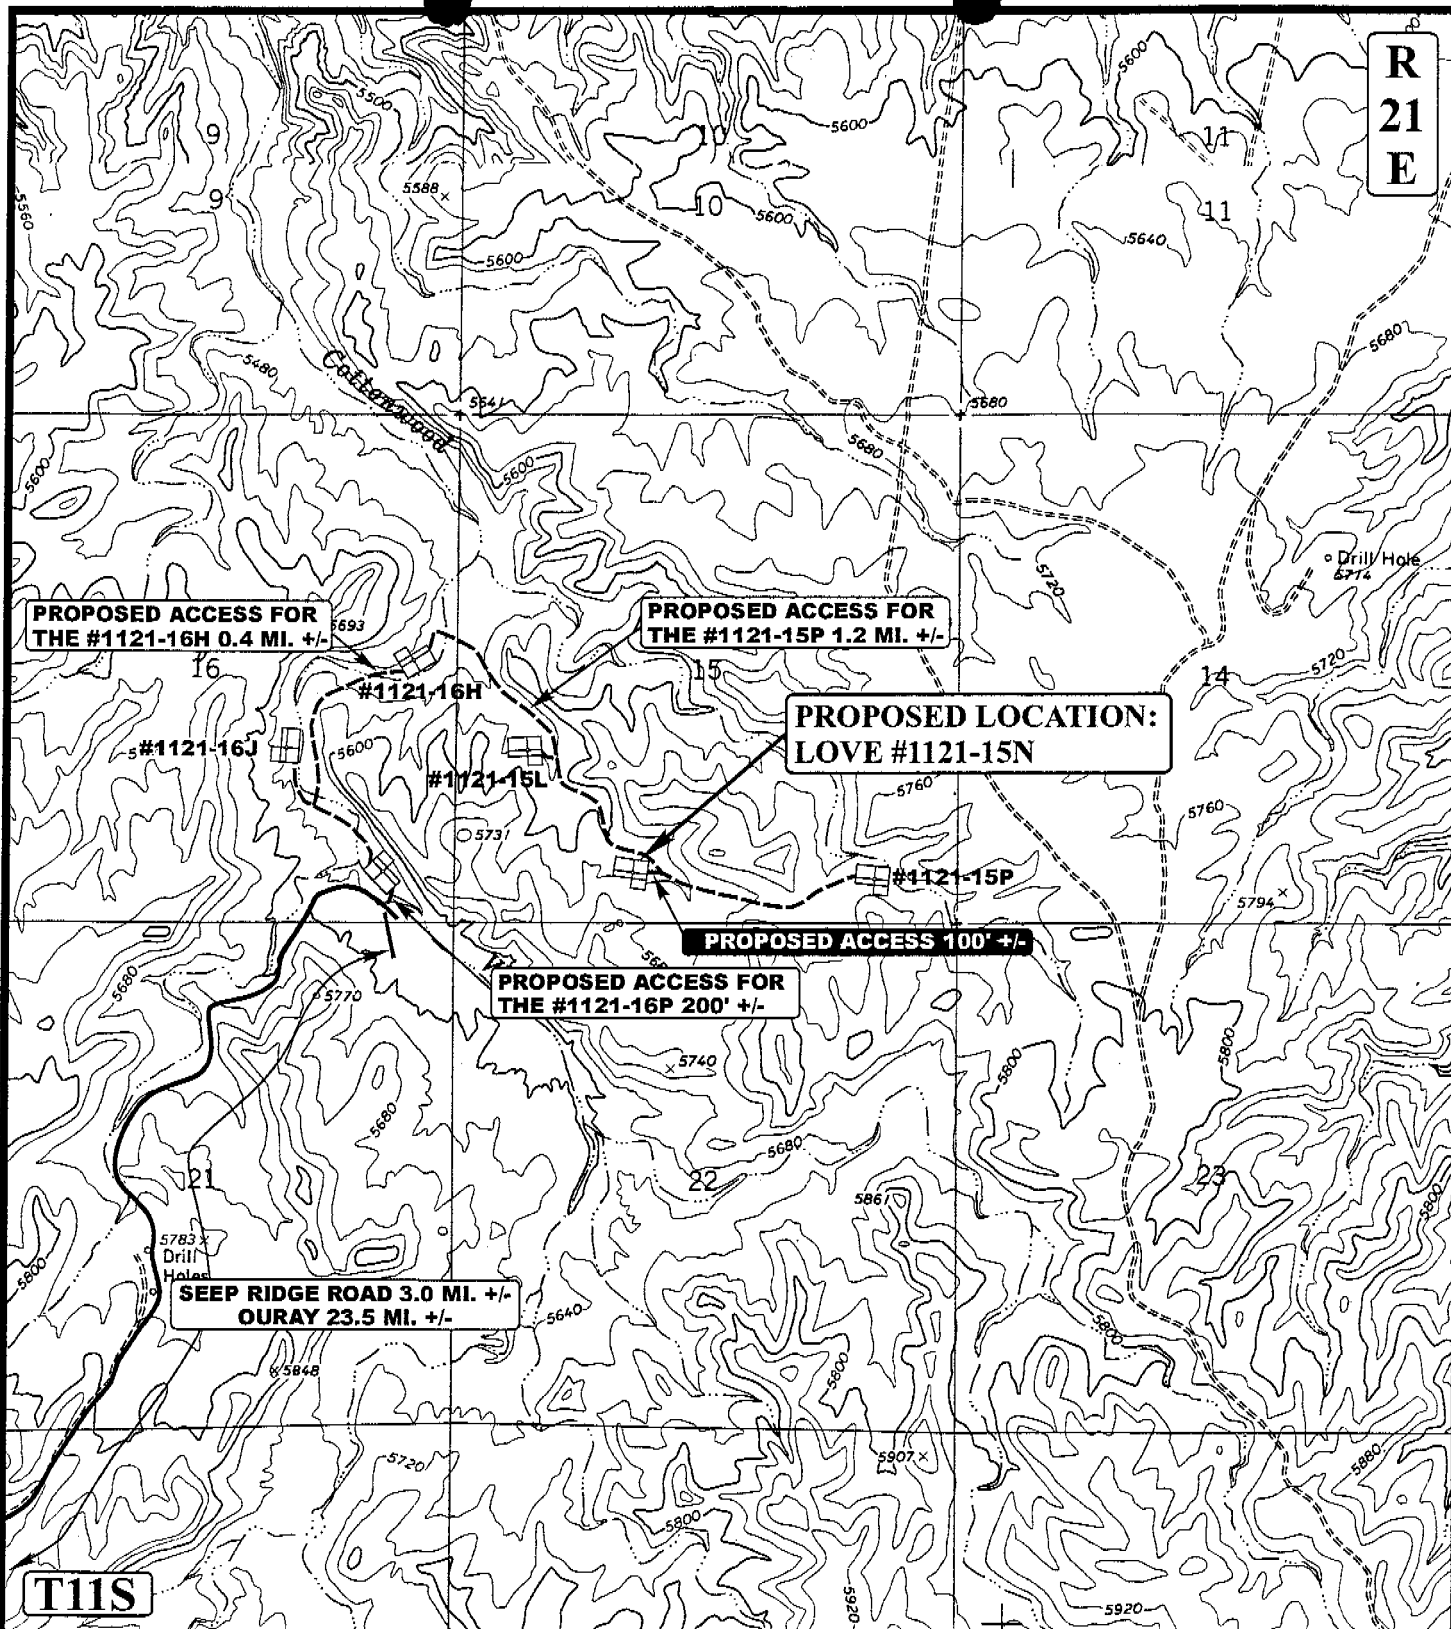 R
21
E
5600
5500
9
10
5600
11
5588
9
10
5600
11
5560
5640
5600
5480
Cottonwood
5680
5641
5680
5680
5600
5600
Drill Hole
5714
5720
PROPOSED ACCESS FOR
THE #1121-16H 0.4 MI. +/-
5693
PROPOSED ACCESS FOR
THE #1121-15P 1.2 MI. +/-
16
15
14
5720
#1121-16H
PROPOSED LOCATION:
LOVE #1121-15N
#1121-16J
5600
#1121-15L
5760
5760
5731
#1121-15P
5794
PROPOSED ACCESS 100' +/-
5680
PROPOSED ACCESS FOR
THE #1121-16P 200' +/-
5770
5740
5800
5800
5680
5680
21
22
23
5861
5800
5783
Drill
Holes
5800
SEEP RIDGE ROAD 3.0 MI. +/-
OURAY 23.5 MI. +/-
5640
5800
5848
5800
5720
5907
5880
5800
T11S
5920
5920